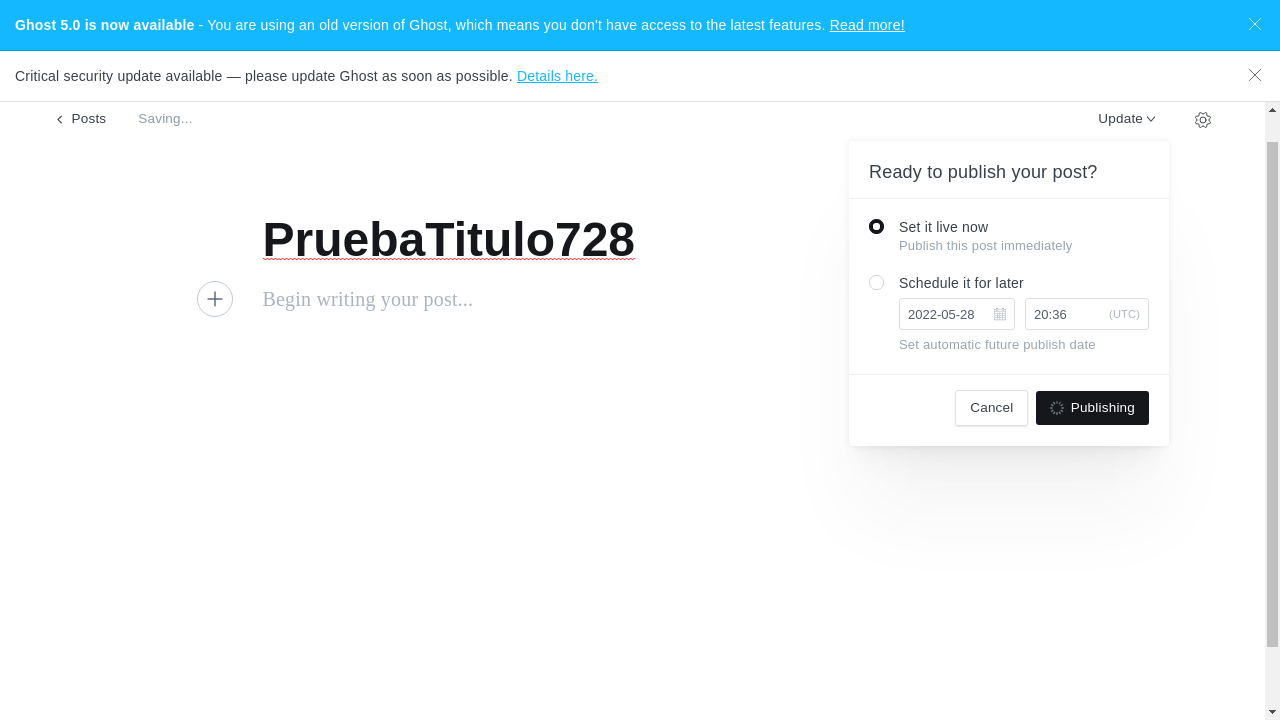 Ghost 5.0 is now available - You are using an old version of Ghost, which means you don't have access to the latest features. Read more!
Critical security update available — please update Ghost as soon as possible. Details here.
Posts
Saving...
Update
Ready to publish your post?
Set it live now
Publish this post immediately
Schedule it for later
2022-05-28
20:36
(UTC)
Set automatic future publish date
Cancel
Publishing
PruebaTitulo728
Begin writing your post...